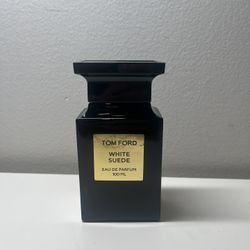 TOM FORD
WHITE
SUEDE
EAU DE PARFUM
100 ML